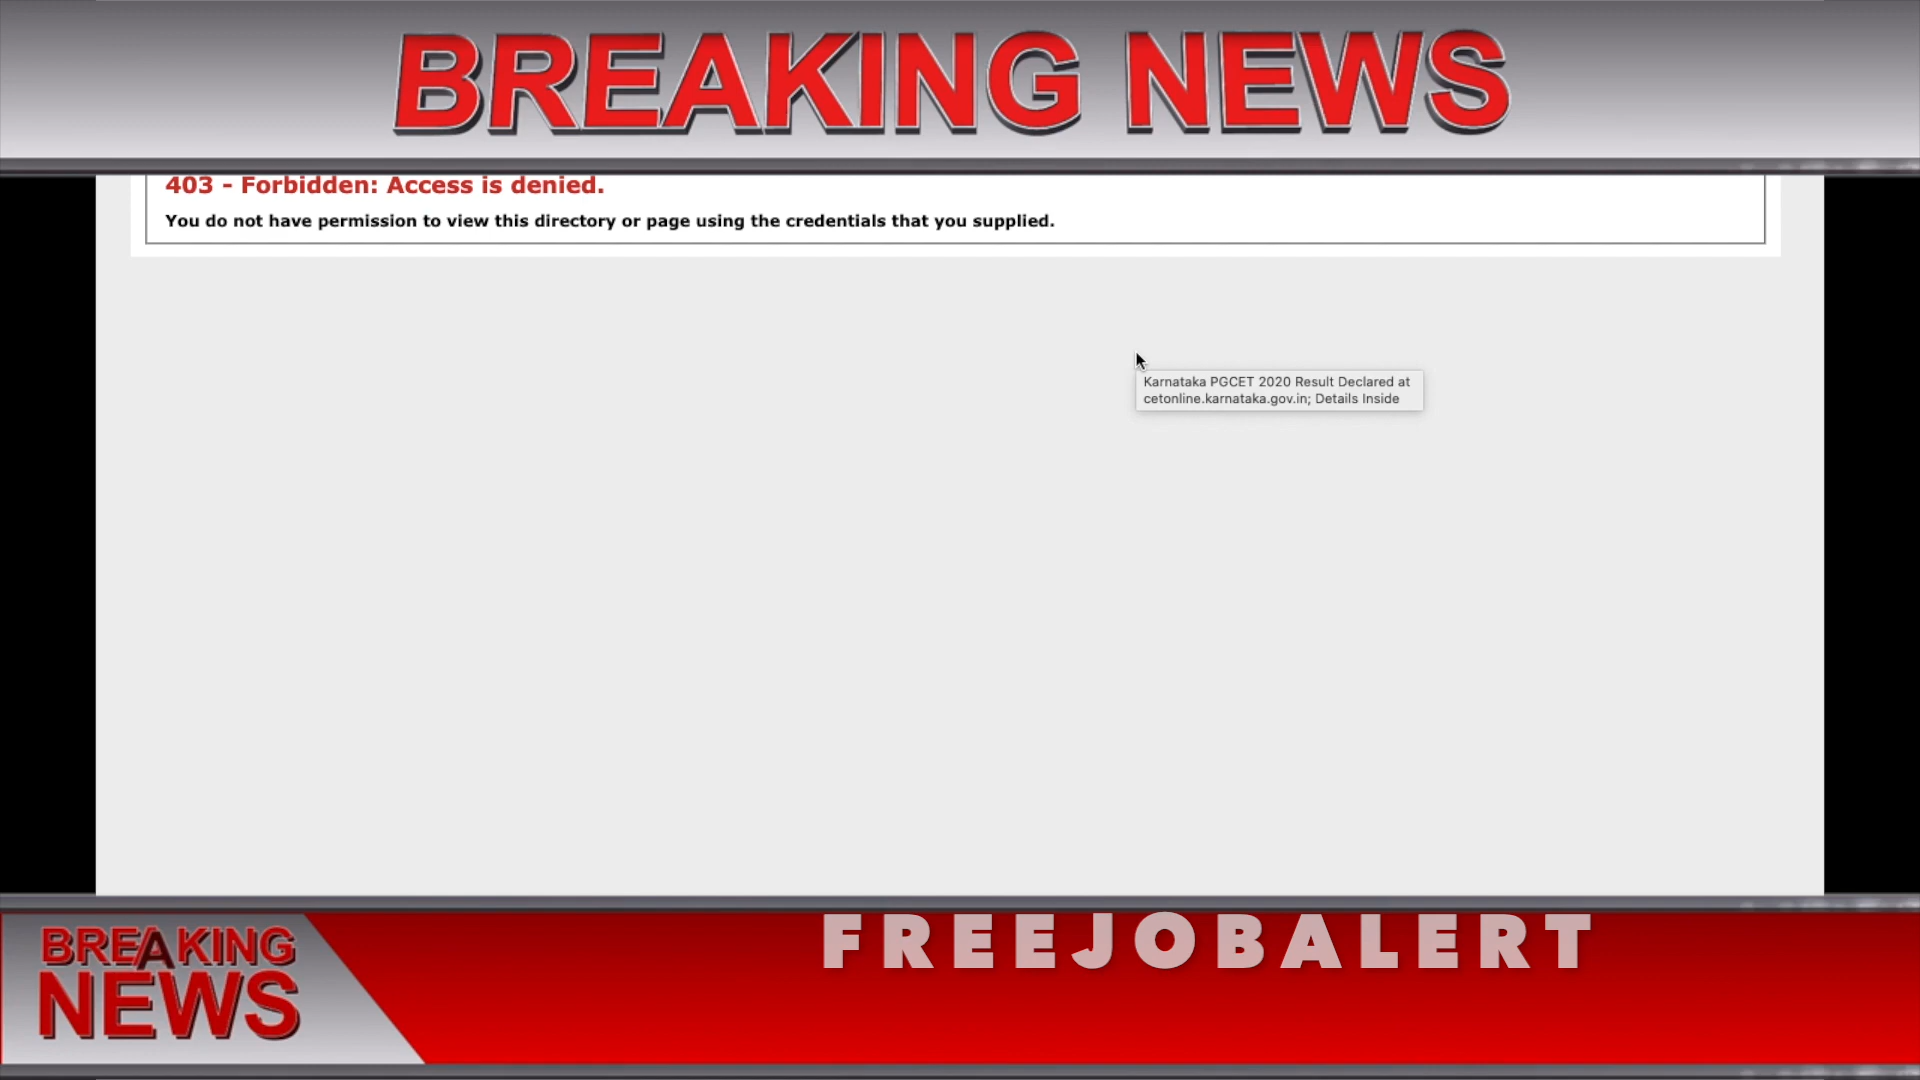 BREAKING NEWS
403 - Forbidden: Access is denied.
You do not have permission to view this directory or page using the credentials that you supplied.
Karnataka PGCET 2020 Result Declared at
cetonline.karnataka.gov.in; Details Inside
FREEJOBALERT
BREAKING
NEWS